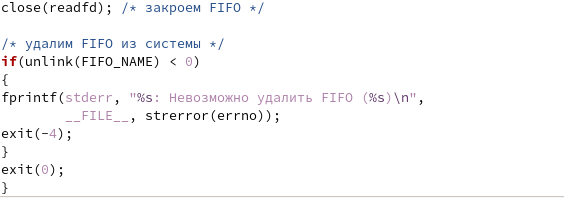 close(readfd); /* закроем FIFO */
/* удалим FIFO из системы */
if(unlink(FIFO_NAME) < 0)
{
fprintf(stderr, "%s: Невозможно удалить FIFO (%s)\n",
__FILE__, strerror(errno));
exit(-4);
}
exit(0);
}